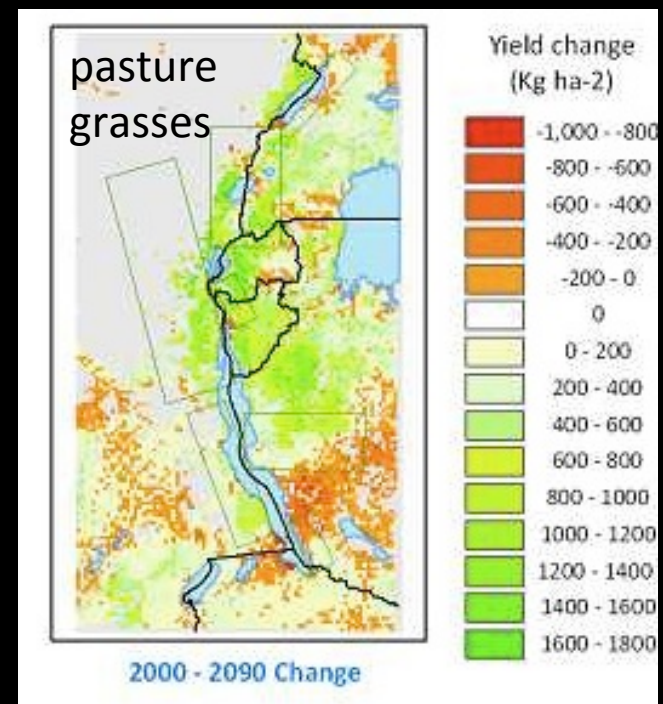 pasture
grasses
Yield change
(Kg ha-2)
-1,000 - -800
-800 - -600
-600 - -400
-400 - -200
-200 - 0
0
0 - 200
200 - 400
400 - 600
600 - 800
800 - 1000
1000 - 1200
1200 - 1400
1400 - 1600
1600 - 1800
2000 - 2090 Change